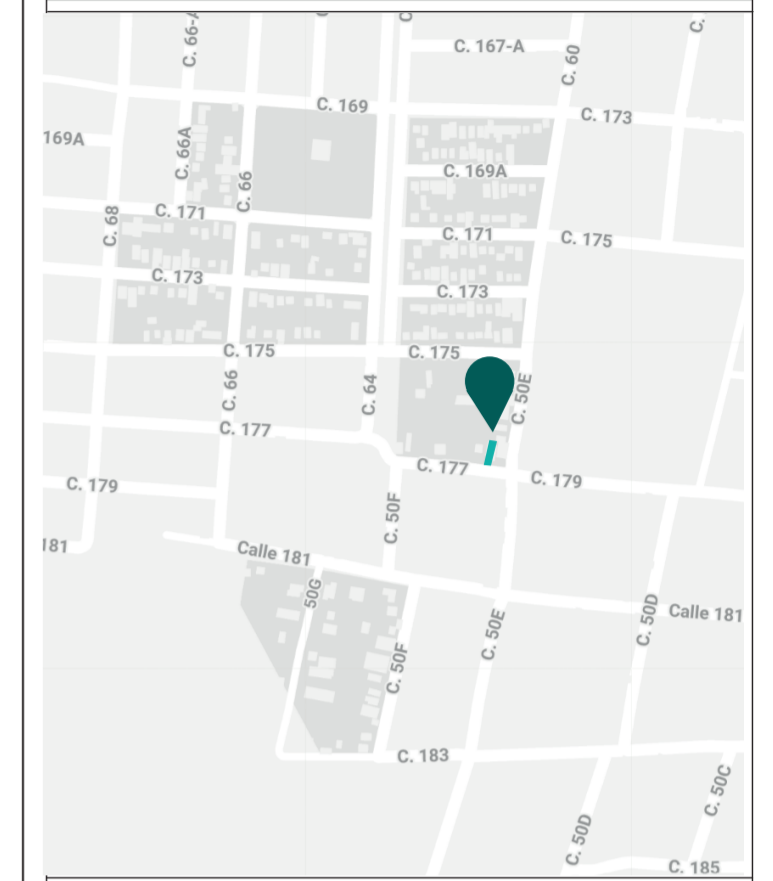 C. 66-A
C. 167-A
C. 60
C. 169
C. 173
169A
C. 66A
C. 66
C. 169A
C. 68
C. 171
C. 171
C. 175
C. 173
C. 173
C. 175
C. 175
C. 66
C. 64
C. 50E
C. 177
C. 177
C. 179
C. 179
C. 50F
181
Calle 181
50G
C. 50E
C. 50D
Calle 181
C. 50F
C. 183
C. 50C
C. 50D
C. 185